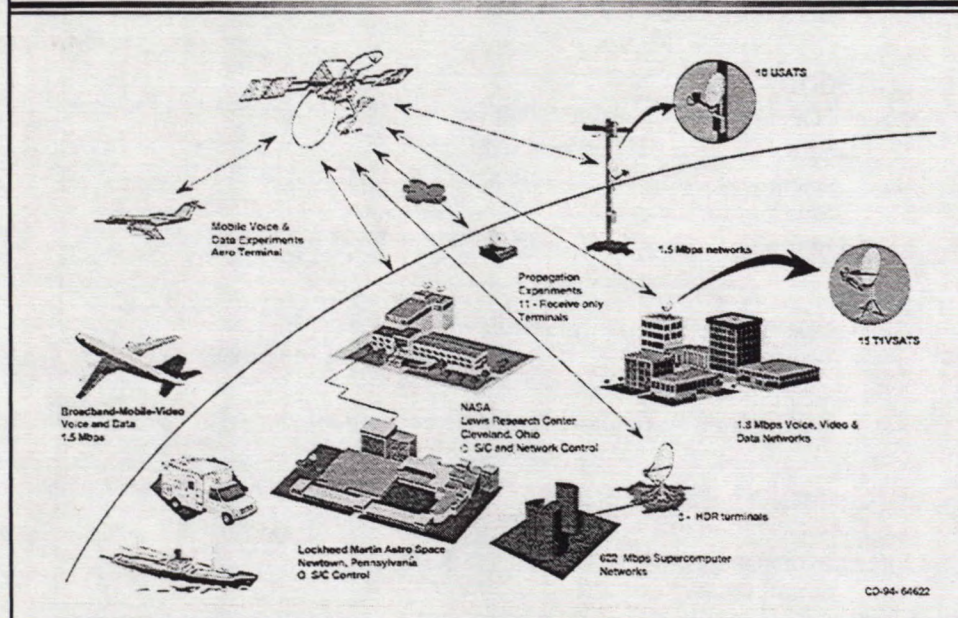 10 USATS
Mobile Voice &
Data Experiments
Aero Terminal
1.5 Mbps networks
Propagation
Experiments
11 - Receive only
Terminals
15 T1VSATS
Broadband-Mobile-Video
Voice and Data
1.5 Mbps
NASA
Lewis Research Center
Cleveland, Ohio
S/C and Network Control
1.8 Mbps Voice, Video &
Data Networks
HDR terminals
Lockheed Martin Astro Space
Newtown, Pennsylvania
S/C Control
622 Mbps Supercomputer
Networks
CD-94-64622